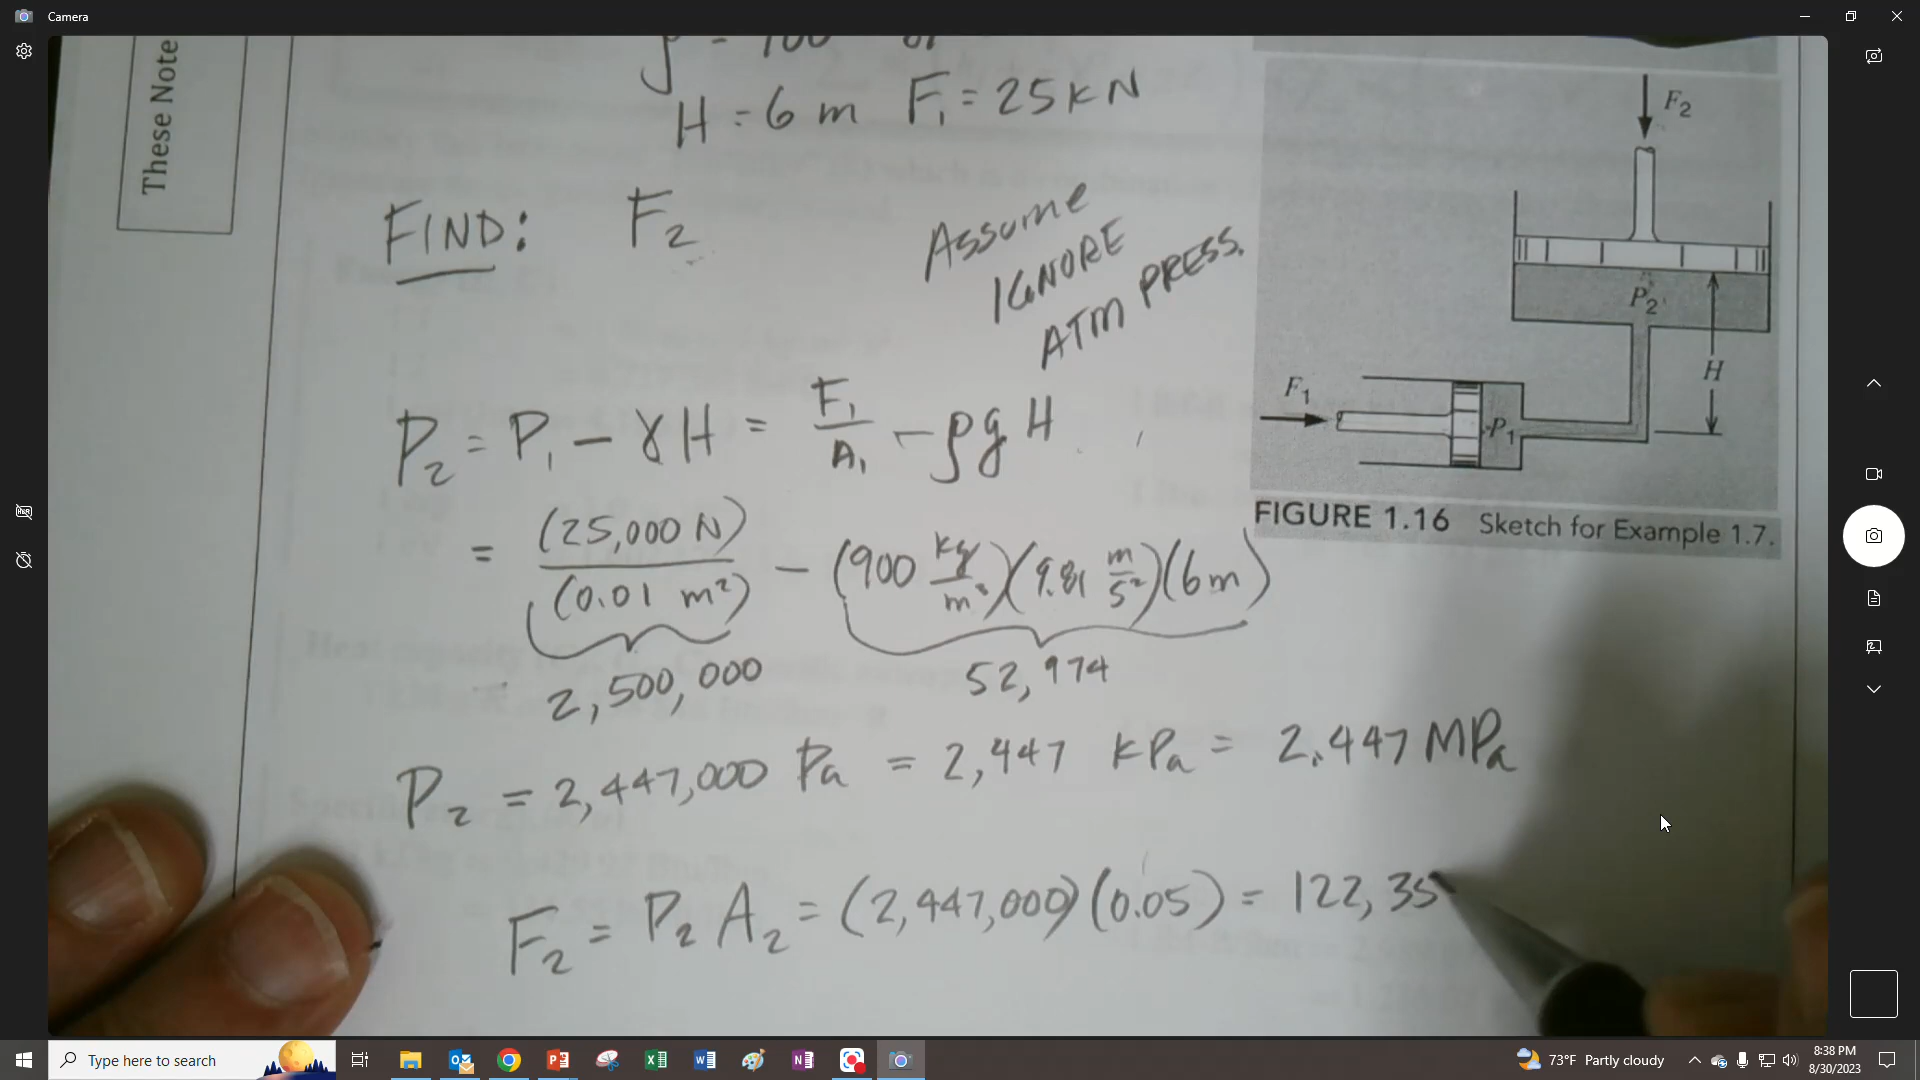 Camera
These Note
H = 6 m F₁ = 25 kN
FIND: F₂
ASSUME
IGNORE
ATM PRESS.
P₂ = P₁ - γH = F₁/A₁ - ρgH
= (25,000 N)/(0.01 m²) - (900 kg/m³)(9.81 m/s²)(6m)
2,500,000 52,974
P₂ = 2,447,000 Pa = 2,447 kPa = 2.447 MPa
F₂ = P₂ A₂ = (2,447,000)(0.05) = 122,35
F₂
P₂
H
F₁
P₁
FIGURE 1.16 Sketch for Example 1.7.
Type here to search
73°F Partly cloudy
8:38 PM
8/30/2023